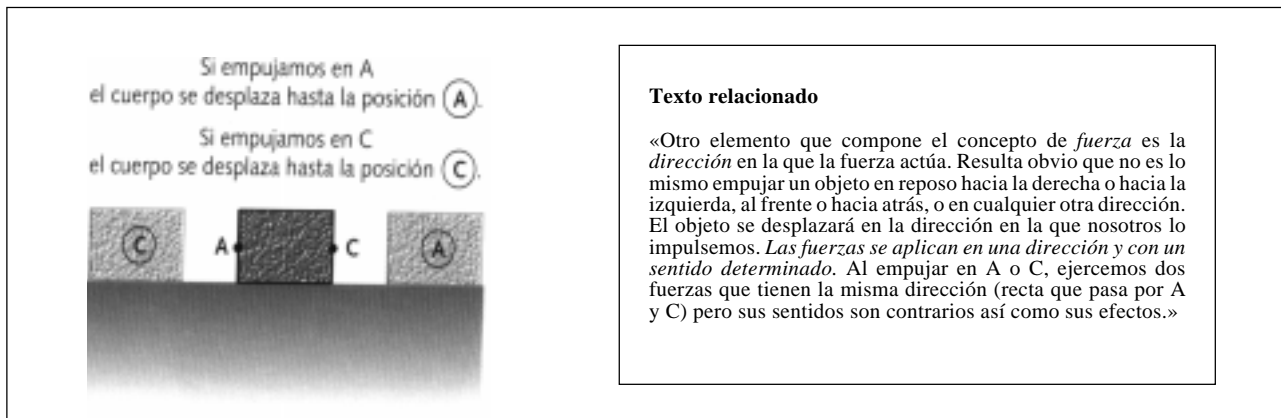 Si empujamos en A
el cuerpo se desplaza hasta la posición A.
Si empujamos en C
el cuerpo se desplaza hasta la posición C.
C A C A
Texto relacionado
«Otro elemento que compone el concepto de fuerza es la
dirección en la que la fuerza actúa. Resulta obvio que no es lo
mismo empujar un objeto en reposo hacia la derecha o hacia la
izquierda, al frente o hacia atrás, o en cualquier otra dirección.
El objeto se desplazará en la dirección en la que nosotros lo
impulsemos. Las fuerzas se aplican en una dirección y con un
sentido determinado. Al empujar en A o C, ejercemos dos
fuerzas que tienen la misma dirección (recta que pasa por A
y C) pero sus sentidos son contrarios así como sus efectos.»